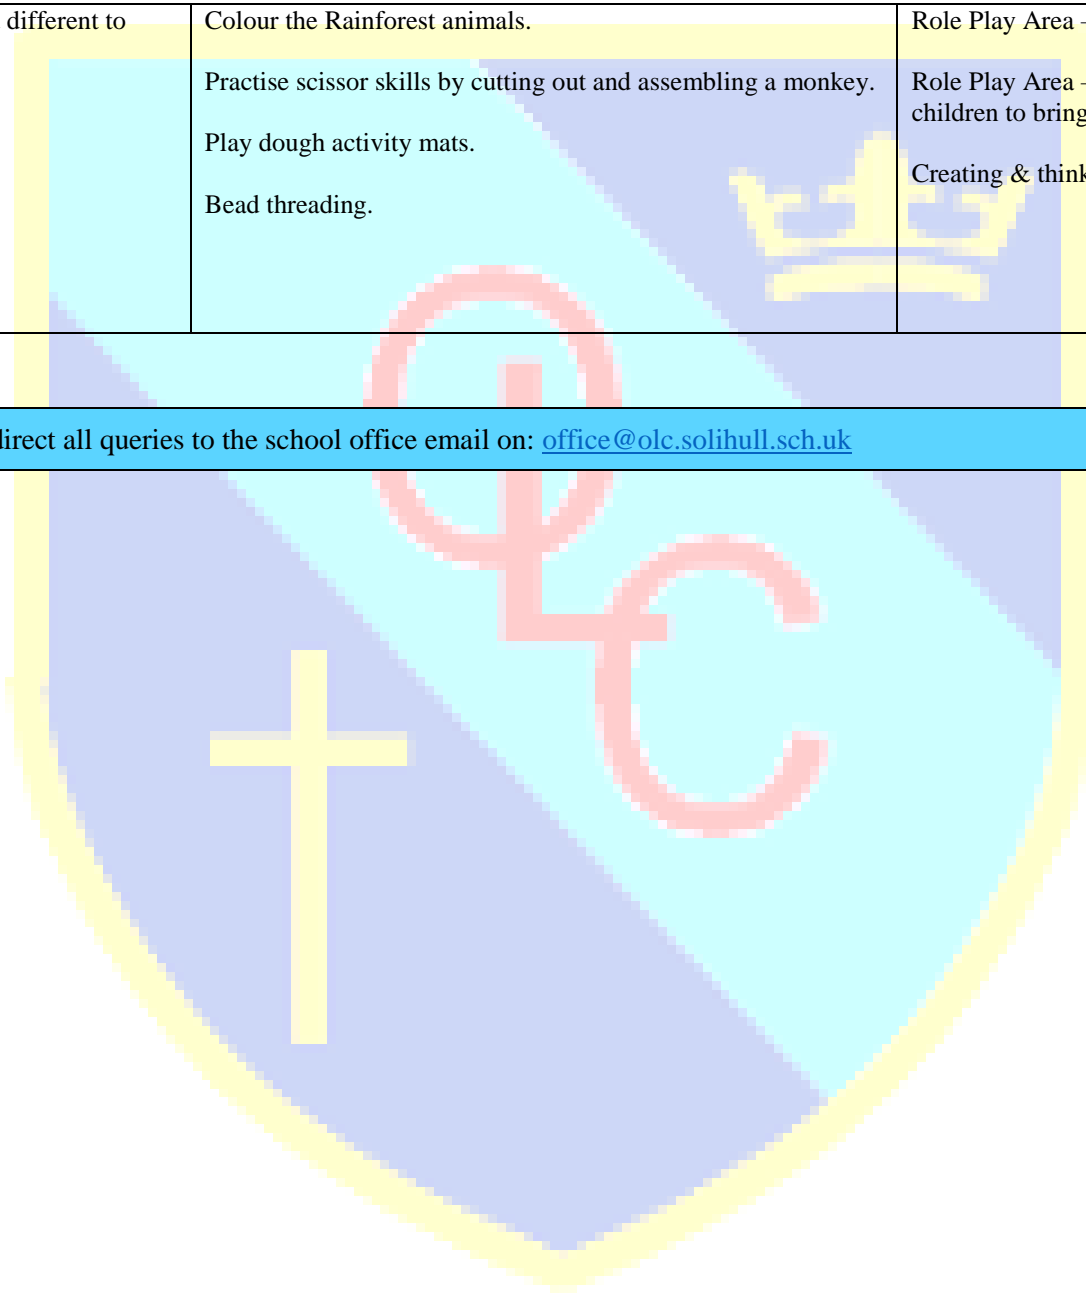 different to
Colour the Rainforest animals.
Practise scissor skills by cutting out and assembling a monkey.
Play dough activity mats.
Bead threading.
Role Play Area –
Role Play Area –
children to bring
Creating & think
direct all queries to the school office email on: office@olc.solihull.sch.uk
OLC